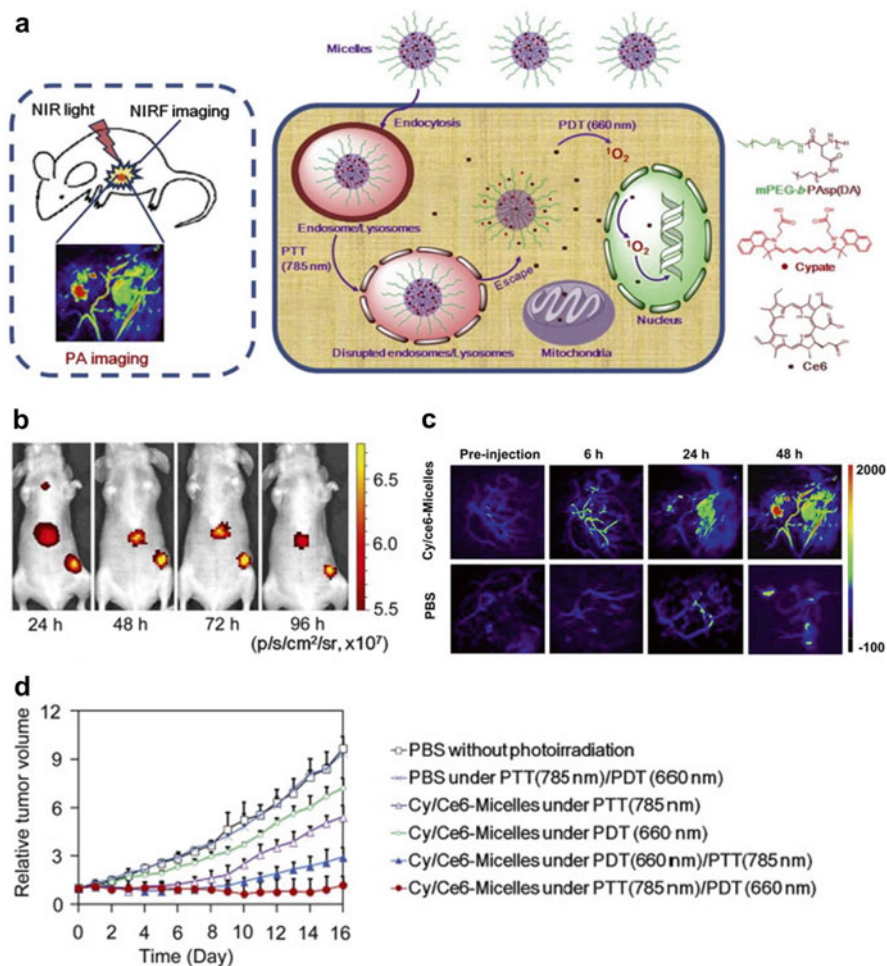 a
Micelles
NIR light
NIRF imaging
PA imaging
Endocytosis
PDT (660 nm)
¹O₂
Endosome/Lysosomes
PTT
(785 nm)
Escape
¹O₂
Nucleus
Disrupted endosomes/Lysosomes
Mitochondria
mPEG-b-PAsp(DA)
Cypate
Ce6
b
24 h
48 h
72 h
96 h
6.5
6.0
5.5
(p/s/cm²/sr, x10⁷)
c
Pre-injection
6 h
24 h
48 h
Cy/ce6-Micelles
PBS
2000
-100
d
Relative tumor volume
12
9
6
3
0
0 2 4 6 8 10 12 14 16
Time (Day)
PBS without photoirradiation
PBS under PTT(785 nm)/PDT (660 nm)
Cy/Ce6-Micelles under PTT(785 nm)
Cy/Ce6-Micelles under PDT (660 nm)
Cy/Ce6-Micelles under PDT(660 nm)/PTT(785 nm)
Cy/Ce6-Micelles under PTT(785 nm)/PDT (660 nm)